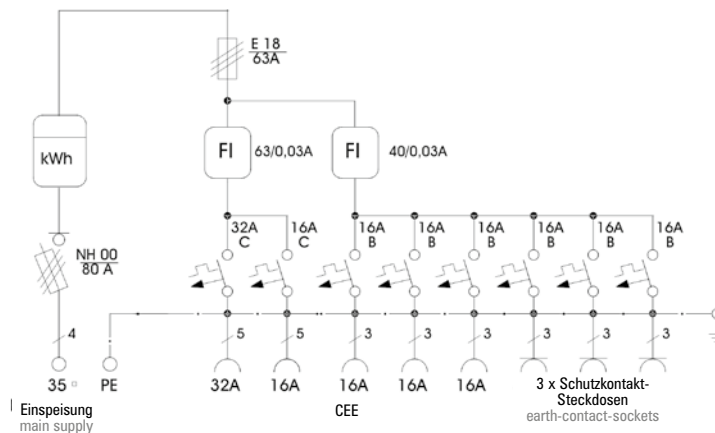 E 18
63A
kWh
FI
63/0,03A
FI
40/0,03A
32A
C
16A
C
16A
B
16A
B
16A
B
16A
B
16A
B
16A
B
NH 00
80 A
4
5
5
3
3
3
3
3
3
35
PE
32A
16A
16A
16A
16A
3 x Schutzkontakt-
Steckdosen
earth-contact-sockets
Einspeisung
main supply
CEE